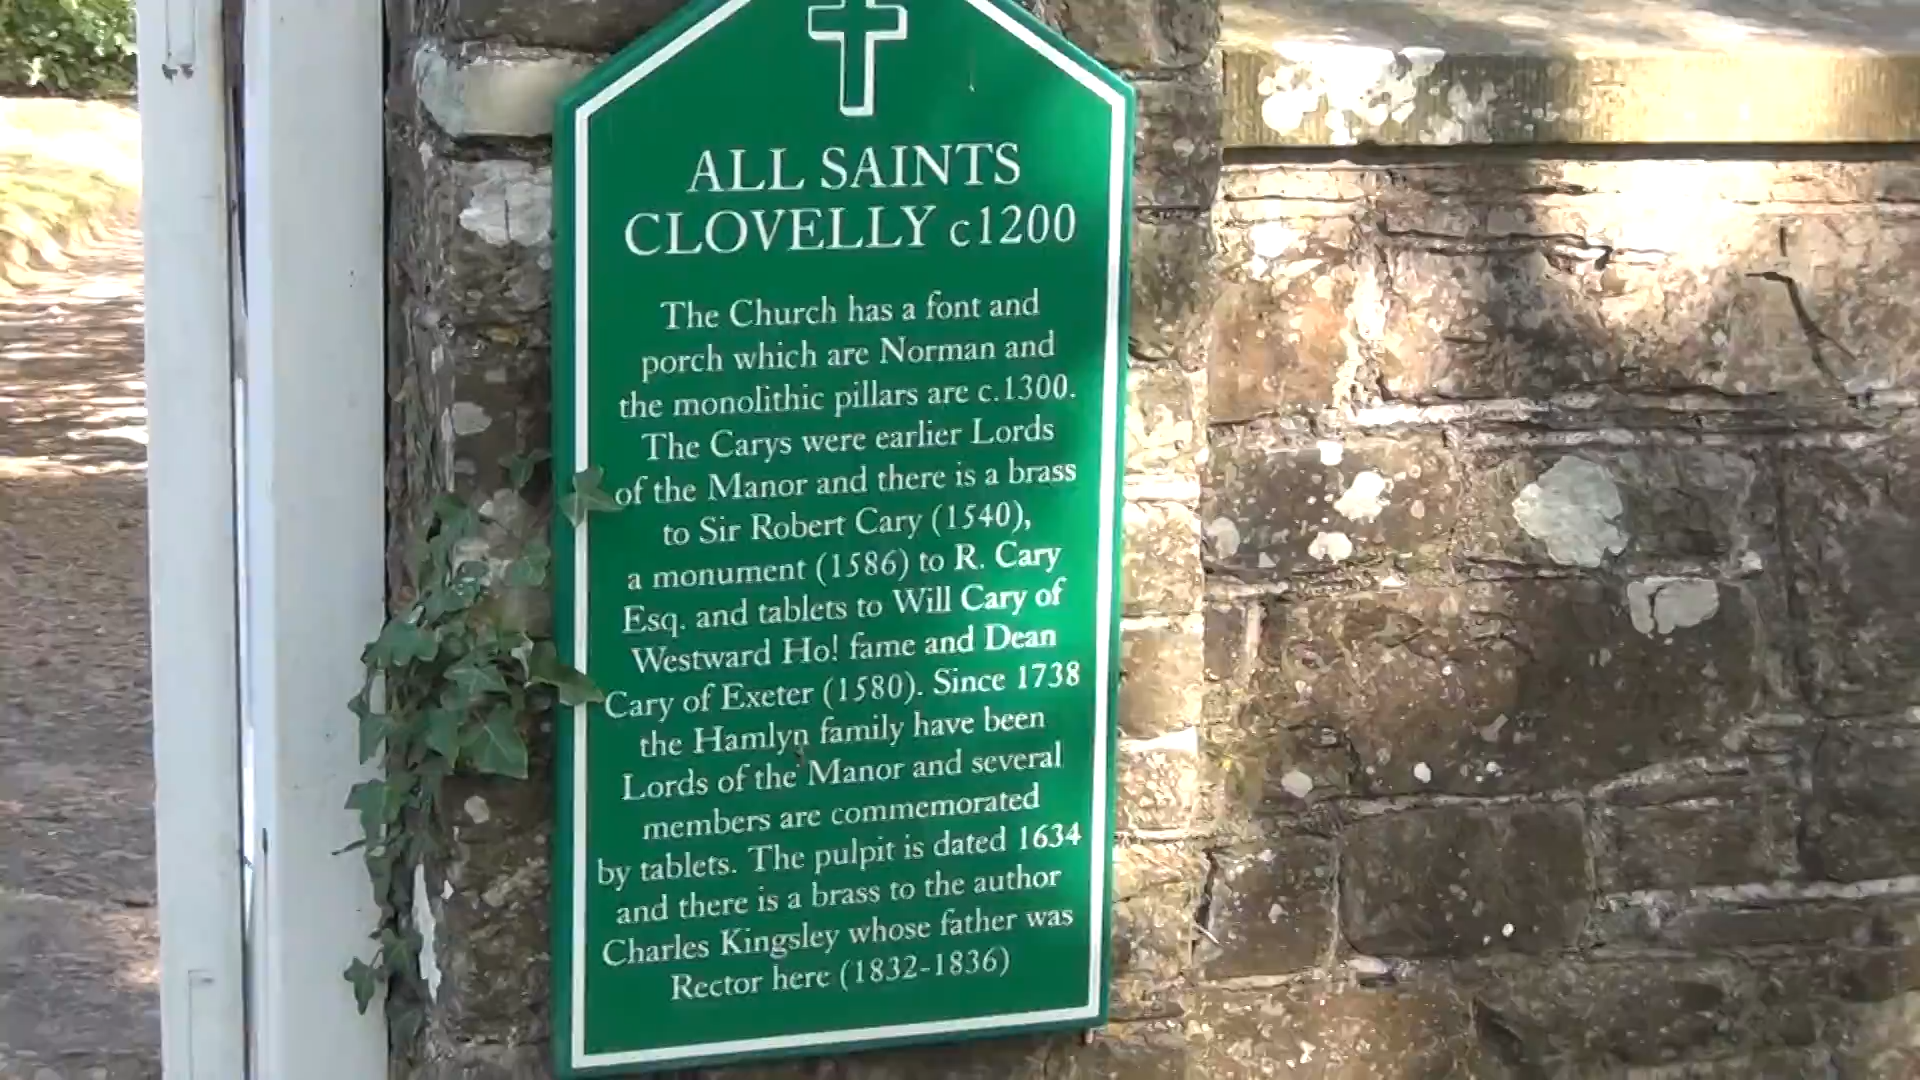 ALL SAINTS
CLOVELLY c1200
The Church has a font and
porch which are Norman and
the monolithic pillars are c.1300.
The Carys were earlier Lords
of the Manor and there is a brass
to Sir Robert Cary (1540),
a monument (1586) to R. Cary
Esq. and tablets to Will Cary of
Westward Ho! fame and Dean
Cary of Exeter (1580). Since 1738
the Hamlyn family have been
Lords of the Manor and several
members are commemorated
by tablets. The pulpit is dated 1634
and there is a brass to the author
Charles Kingsley whose father was
Rector here (1832-1836)